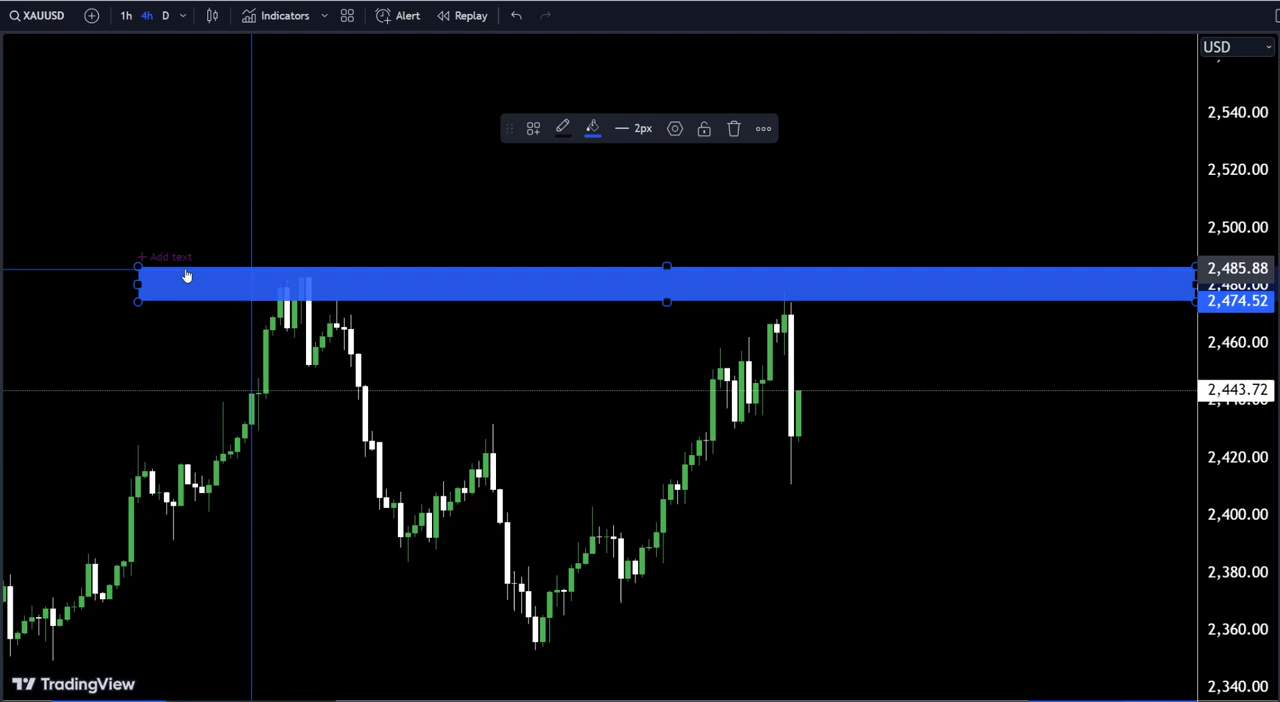 XAUUSD 1h 4h D Indicators Alert Replay
USD
2,540.00
2px
2,520.00
2,500.00
+ Add text
2,485.88
2,474.52
2,460.00
2,443.72
2,420.00
2,400.00
2,380.00
2,360.00
TradingView
2,340.00